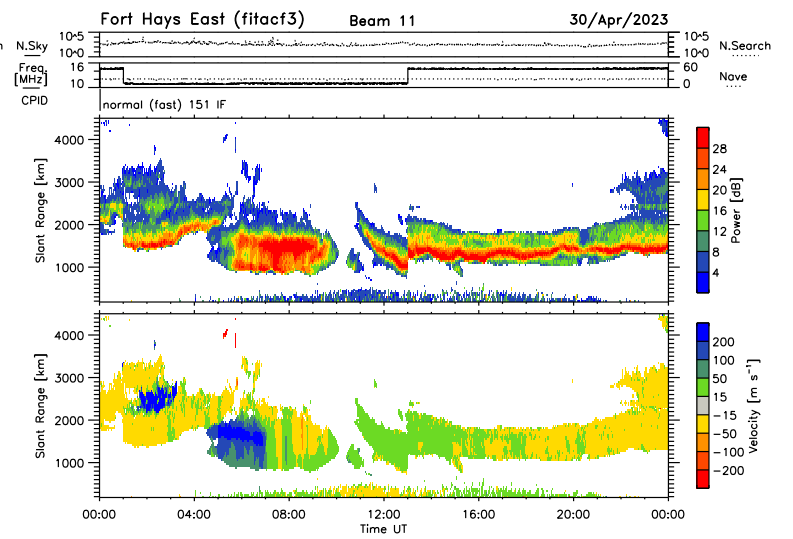 Fort Hays East (fitacf3) Beam 11 30/Apr/2023
N.Sky 10^5 10^0 10^5 10^0 N.Search
Freq. [MHz] 16 10 60 0 Nave
CPID normal (fast) 151 IF
Slant Range [km]
4000
3000
2000
1000
Power [dB]
28
24
20
16
12
8
4
Slant Range [km]
4000
3000
2000
1000
Velocity [m s⁻¹]
200
100
50
15
−15
−50
−100
−200
00:00 04:00 08:00 12:00 16:00 20:00 00:00
Time UT